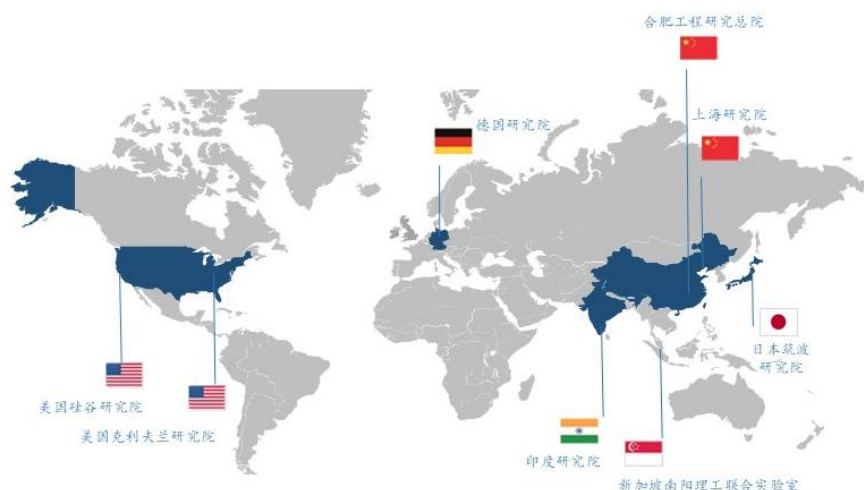 合肥工程研究总院
上海研究院
德国研究院
日本筑波
研究院
美国硅谷研究院
美国克利夫兰研究院
印度研究院
新加坡南阳理工联合实验室